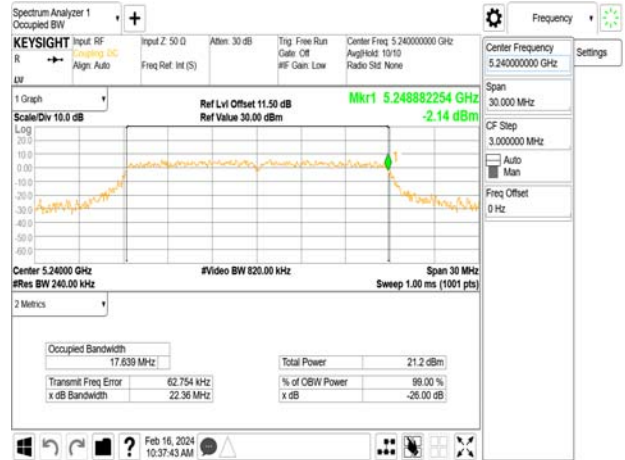 Spectrum Analyzer 1
Occupied BW
Frequency
KEYSIGHT
R
Input: RF
Coupling: DC
Align: Auto
Input Z: 50 Ω
Freq Ref: Int (S)
Atten: 30 dB
Trig: Free Run
Gate: Off
#IF Gain: Low
Center Freq: 5.240000000 GHz
Avg|Hold: 10/10
Radio Std: None
Center Frequency
5.240000000 GHz
Settings
Span
30.000 MHz
CF Step
3.000000 MHz
Auto
Man
Freq Offset
0 Hz
1 Graph
Scale/Div 10.0 dB
Ref Lvl Offset 11.50 dB
Ref Value 30.00 dBm
Mkr1 5.248882254 GHz
-2.14 dBm
Log
20.0
10.0
0.00
-10.0
-20.0
-30.0
-40.0
-50.0
-60.0
1
Center 5.24000 GHz
#Res BW 240.00 kHz
#Video BW 820.00 kHz
Span 30 MHz
Sweep 1.00 ms (1001 pts)
2 Metrics
Occupied Bandwidth
17.639 MHz
Transmit Freq Error 62.754 kHz
x dB Bandwidth 22.36 MHz
Total Power 21.2 dBm
% of OBW Power 99.00 %
x dB -26.00 dB
Feb 16, 2024
10:37:43 AM